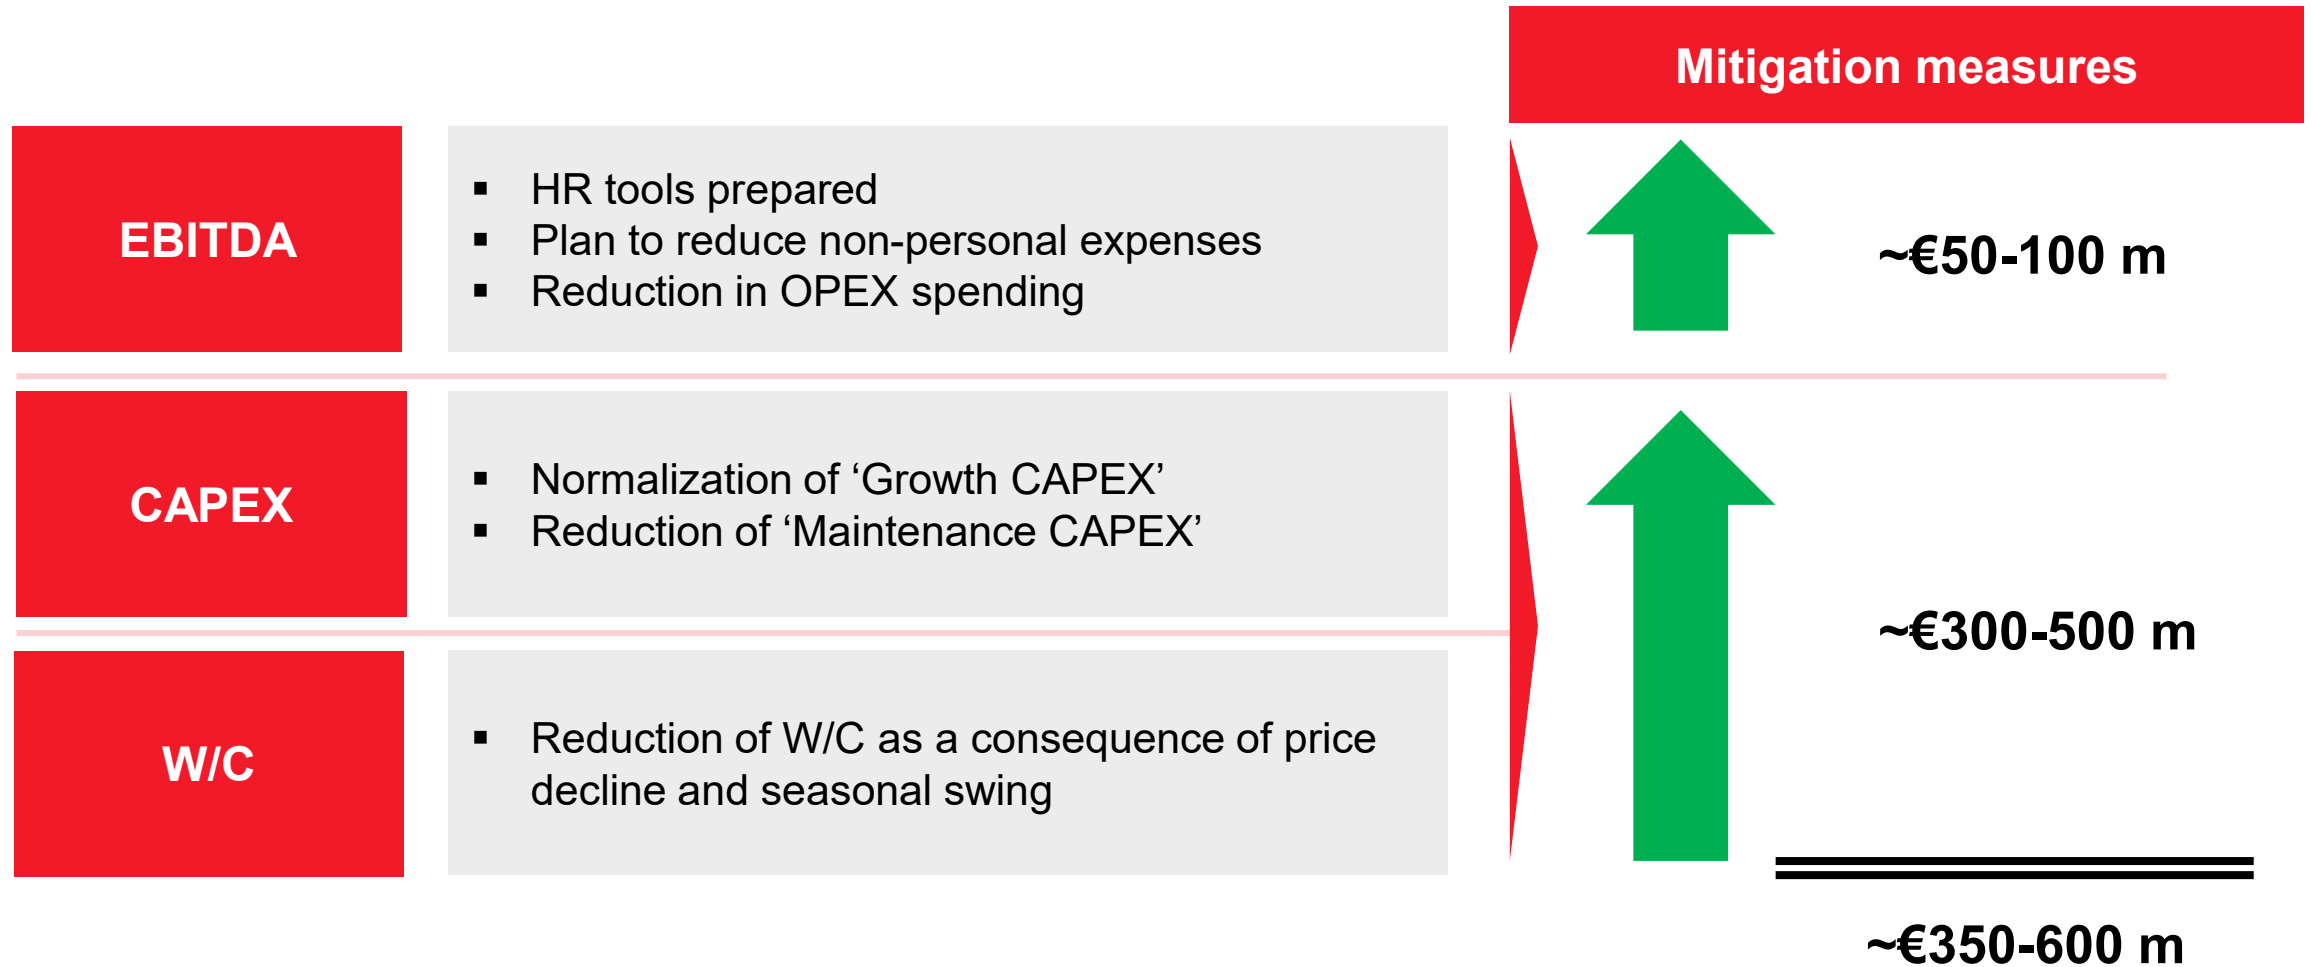 Mitigation measures
EBITDA
▪ HR tools prepared
▪ Plan to reduce non-personal expenses
▪ Reduction in OPEX spending
~€50-100 m
CAPEX
▪ Normalization of ‘Growth CAPEX’
▪ Reduction of ‘Maintenance CAPEX’
~€300-500 m
W/C
▪ Reduction of W/C as a consequence of price
decline and seasonal swing
~€350-600 m